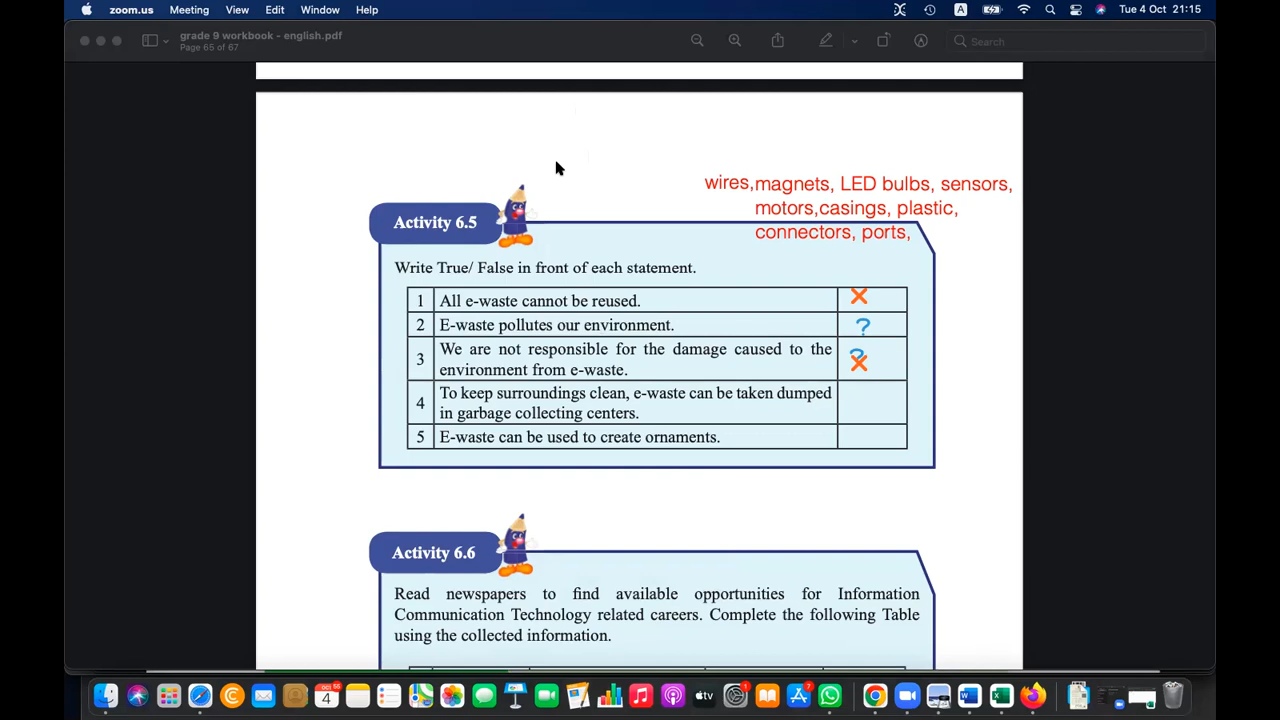 zoom.us Meeting View Edit Window Help A Tue 4 Oct 21:15
grade 9 workbook - english.pdf
Page 65 of 67
Search
wires, magnets, LED bulbs, sensors,
motors,casings, plastic,
connectors, ports,
Activity 6.5
Write True/ False in front of each statement.
1 All e-waste cannot be reused.
2 E-waste pollutes our environment. ?
3 We are not responsible for the damage caused to the
environment from e-waste. ?
4 To keep surroundings clean, e-waste can be taken dumped
in garbage collecting centers.
5 E-waste can be used to create ornaments.
Activity 6.6
Read newspapers to find available opportunities for Information
Communication Technology related careers. Complete the following Table
using the collected information.
OCT
4
tv
1
7